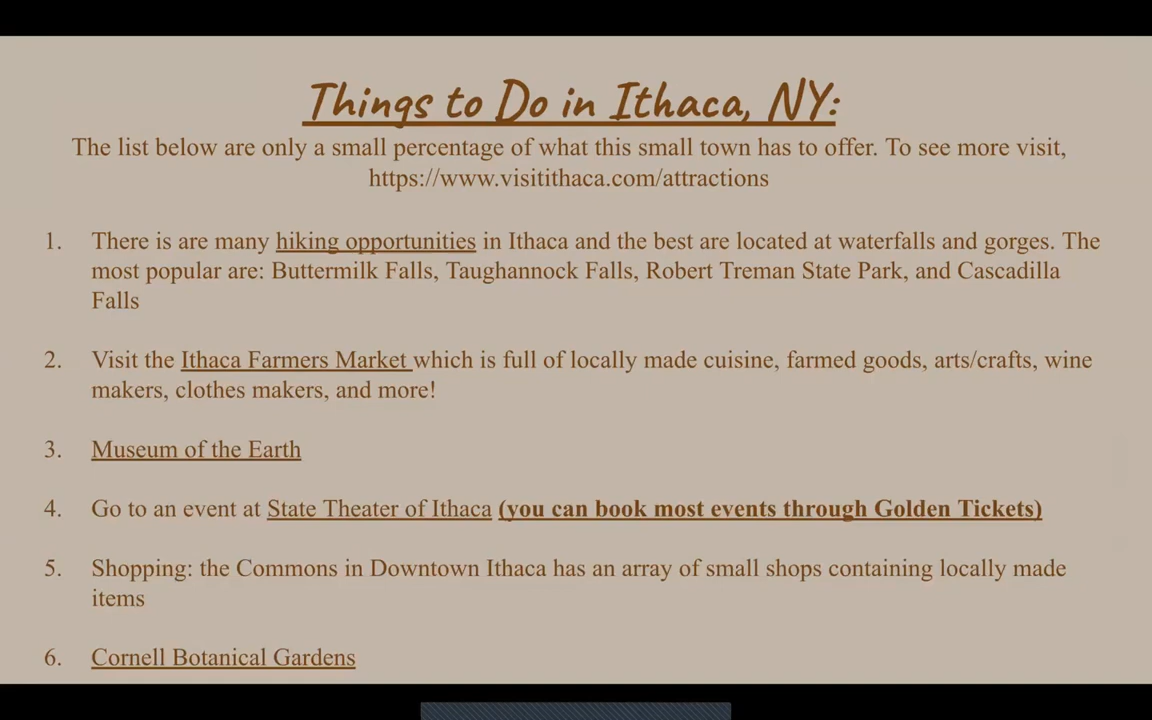 Things to Do in Ithaca, NY:
The list below are only a small percentage of what this small town has to offer. To see more visit,
https://www.visitithaca.com/attractions
1. There is are many hiking opportunities in Ithaca and the best are located at waterfalls and gorges. The
most popular are: Buttermilk Falls, Taughannock Falls, Robert Treman State Park, and Cascadilla
Falls
2. Visit the Ithaca Farmers Market which is full of locally made cuisine, farmed goods, arts/crafts, wine
makers, clothes makers, and more!
3. Museum of the Earth
4. Go to an event at State Theater of Ithaca (you can book most events through Golden Tickets)
5. Shopping: the Commons in Downtown Ithaca has an array of small shops containing locally made
items
6. Cornell Botanical Gardens